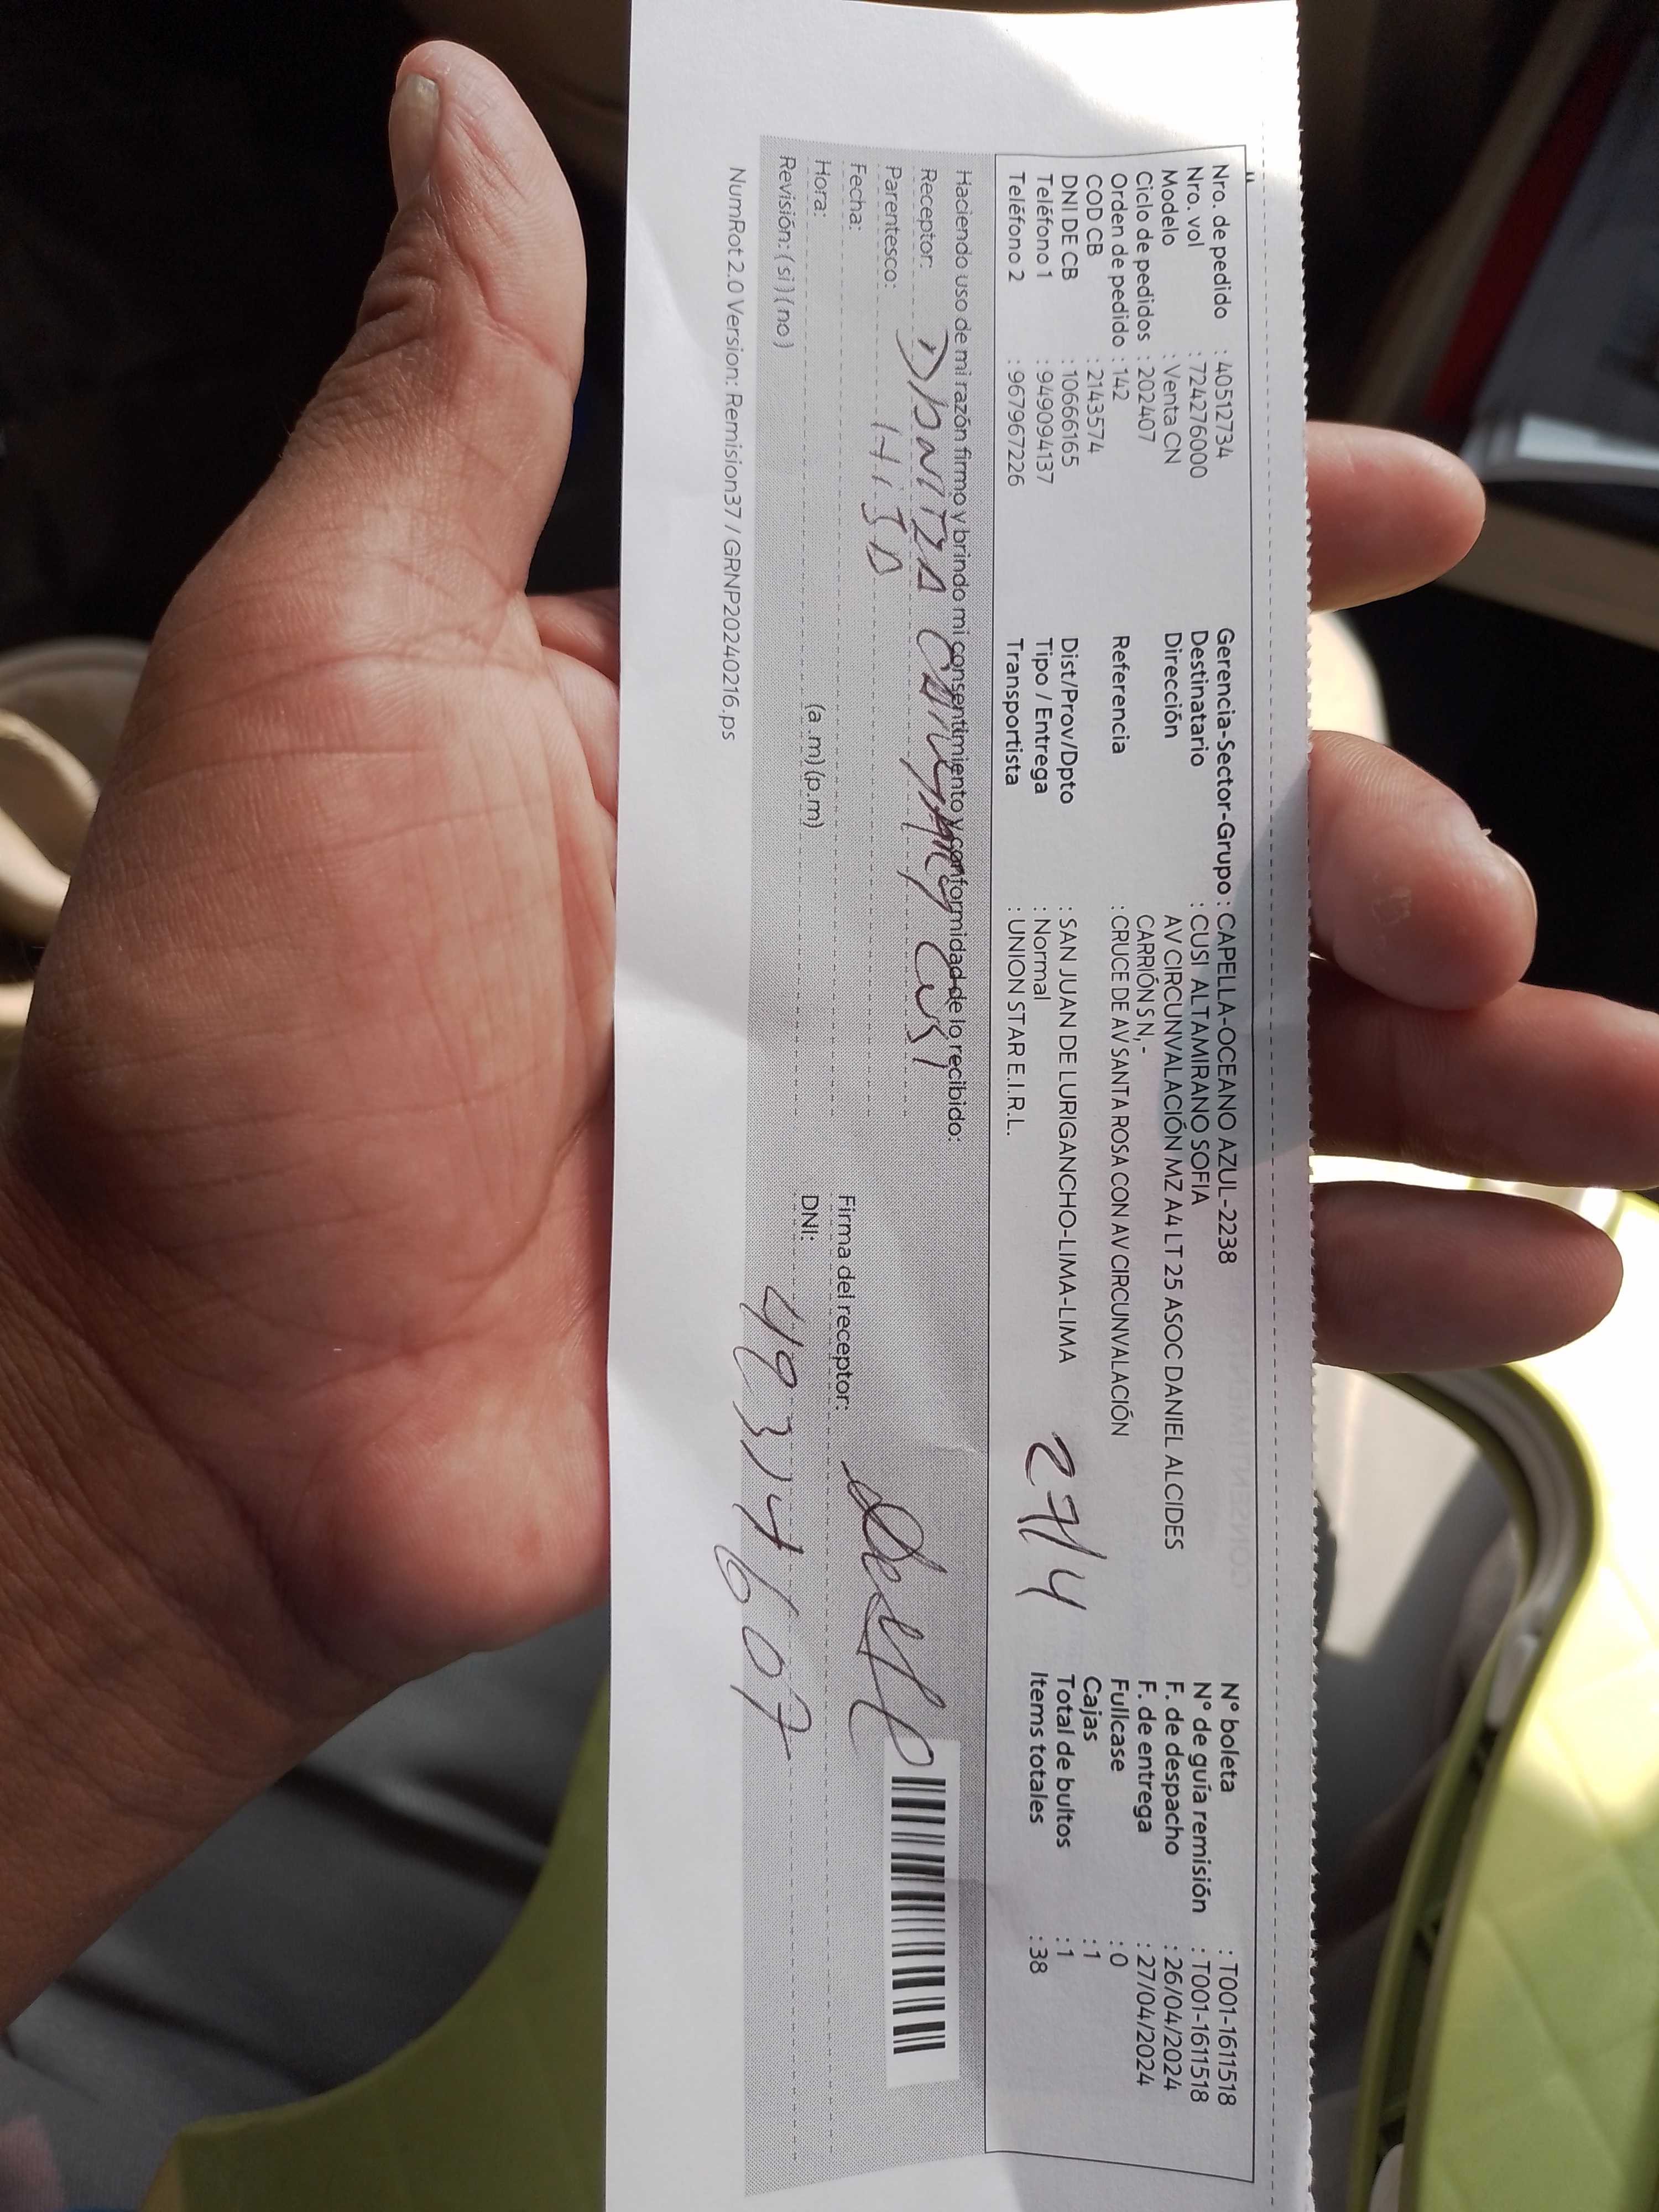 Nro. de pedido : 40512734
Nro. vol : 724276000
Modelo : Venta CN
Ciclo de pedidos : 202407
Orden de pedido : 142
COD CB : 2143574
DNI DE CB : 10666165
Teléfono 1 : 949094137
Teléfono 2 : 967967226
Gerencia-Sector-Grupo : CAPELLA-OCEANO AZUL-2238
Destinatario : CUSI ALTAMIRANO SOFIA
Dirección AV CIRCUNVALACIÓN MZ A4 LT 25 ASOC DANIEL ALCIDES
CARRIÓN S N, -
Referencia : CRUCE DE AV SANTA ROSA CON AV CIRCUNVALACIÓN
Dist/Prov/Dpto : SAN JUAN DE LURIGANCHO-LIMA-LIMA
Tipo / Entrega : Normal
Transportista : UNION STAR E.I.R.L.
27/4
N° boleta : T001-1611518
N° de guía remisión : T001-1611518
F. de despacho : 26/04/2024
F. de entrega : 27/04/2024
Fullcase : 0
Cajas : 1
Total de bultos : 1
Items totales : 38
Haciendo uso de mi razón firmo y brindo mi consentimiento y conformidad de lo recibido:
Receptor: DANITZA CUSI
Parentesco: HIJA
Fecha:
Hora: (a.m) (p.m)
Revisión: ( si ) ( no )
Firma del receptor:
DNI:
NumRot 2.0 Version: Remision37 / GRNP20240216.ps